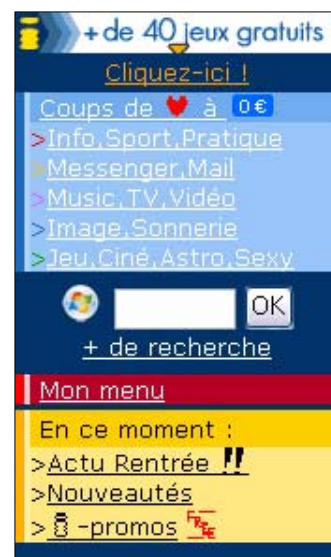 + de 40 jeux gratuits
Cliquez-ici !
Coups de ♥ à 0 €
>Info,Sport,Pratique
>Messenger,Mail
>Music,TV,Vidéo
>Image,Sonnerie
>Jeu,Ciné,Astro,Sexy
OK
+ de recherche
Mon menu
En ce moment :
>Actu Rentrée !!
>Nouveautés
> -promos FREE